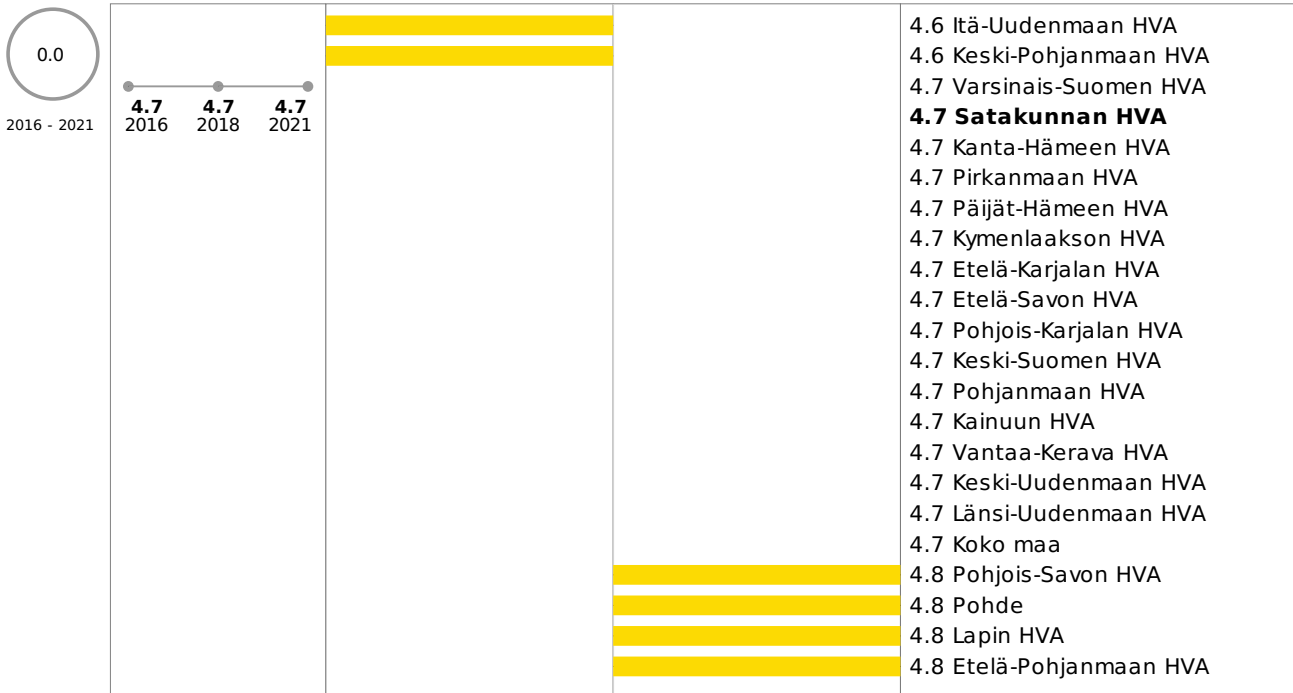 0.0
2016 - 2021
4.7 4.7 4.7
2016 2018 2021
4.6 Itä-Uudenmaan HVA
4.6 Keski-Pohjanmaan HVA
4.7 Varsinais-Suomen HVA
4.7 Satakunnan HVA
4.7 Kanta-Hämeen HVA
4.7 Pirkanmaan HVA
4.7 Päijät-Hämeen HVA
4.7 Kymenlaakson HVA
4.7 Etelä-Karjalan HVA
4.7 Etelä-Savon HVA
4.7 Pohjois-Karjalan HVA
4.7 Keski-Suomen HVA
4.7 Pohjanmaan HVA
4.7 Kainuun HVA
4.7 Vantaa-Kerava HVA
4.7 Keski-Uudenmaan HVA
4.7 Länsi-Uudenmaan HVA
4.7 Koko maa
4.8 Pohjois-Savon HVA
4.8 Pohde
4.8 Lapin HVA
4.8 Etelä-Pohjanmaan HVA